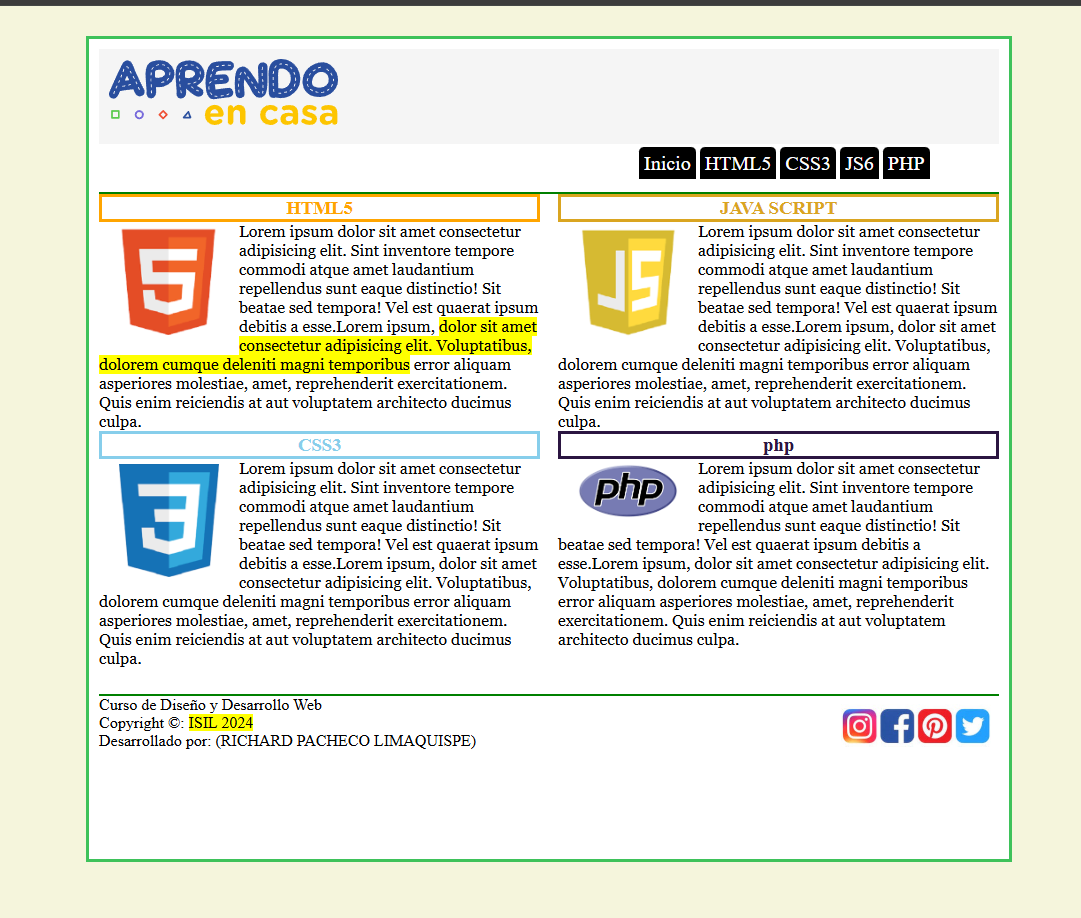 APRENDO
en casa
Inicio HTML5 CSS3 JS6 PHP
HTML5
5
Lorem ipsum dolor sit amet consectetur
adipisicing elit. Sint inventore tempore
commodi atque amet laudantium
repellendus sunt eaque distinctio! Sit
beatae sed tempora! Vel est quaerat ipsum
debitis a esse.Lorem ipsum, dolor sit amet
consectetur adipisicing elit. Voluptatibus,
dolorem cumque deleniti magni temporibus error aliquam
asperiores molestiae, amet, reprehenderit exercitationem.
Quis enim reiciendis at aut voluptatem architecto ducimus
culpa.
JAVA SCRIPT
JS
Lorem ipsum dolor sit amet consectetur
adipisicing elit. Sint inventore tempore
commodi atque amet laudantium
repellendus sunt eaque distinctio! Sit
beatae sed tempora! Vel est quaerat ipsum
debitis a esse.Lorem ipsum, dolor sit amet
consectetur adipisicing elit. Voluptatibus,
dolorem cumque deleniti magni temporibus error aliquam
asperiores molestiae, amet, reprehenderit exercitationem.
Quis enim reiciendis at aut voluptatem architecto ducimus
culpa.
CSS3
3
Lorem ipsum dolor sit amet consectetur
adipisicing elit. Sint inventore tempore
commodi atque amet laudantium
repellendus sunt eaque distinctio! Sit
beatae sed tempora! Vel est quaerat ipsum
debitis a esse.Lorem ipsum, dolor sit amet
consectetur adipisicing elit. Voluptatibus,
dolorem cumque deleniti magni temporibus error aliquam
asperiores molestiae, amet, reprehenderit exercitationem.
Quis enim reiciendis at aut voluptatem architecto ducimus
culpa.
php
php
Lorem ipsum dolor sit amet consectetur
adipisicing elit. Sint inventore tempore
commodi atque amet laudantium
repellendus sunt eaque distinctio! Sit
beatae sed tempora! Vel est quaerat ipsum debitis a
esse.Lorem ipsum, dolor sit amet consectetur adipisicing elit.
Voluptatibus, dolorem cumque deleniti magni temporibus
error aliquam asperiores molestiae, amet, reprehenderit
exercitationem. Quis enim reiciendis at aut voluptatem
architecto ducimus culpa.
Curso de Diseño y Desarrollo Web
Copyright ©: ISIL 2024
Desarrollado por: (RICHARD PACHECO LIMAQUISPE)